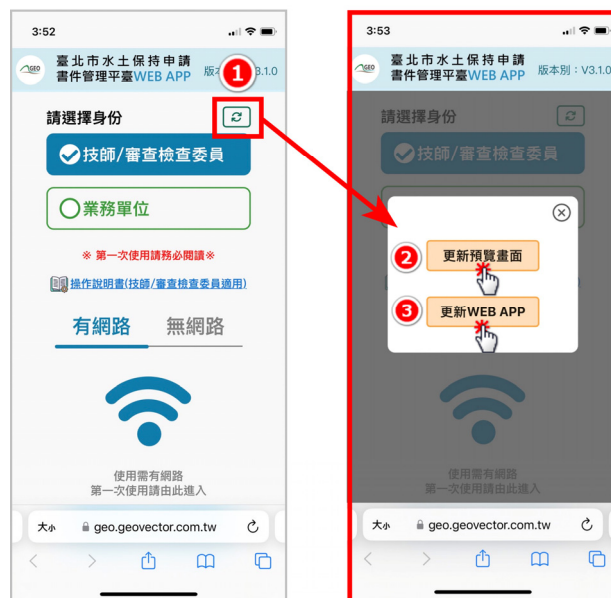 3:52
GEO
臺北市水土保持申請
書件管理平臺WEB APP
3.1.0
1
請選擇身份
技師/審查檢查委員
業務單位
※ 第一次使用請務必閱讀※
操作說明書(技師/審查檢查委員適用)
有網路 無網路
使用需有網路
第一次使用請由此進入
大小 geo.geovector.com.tw
3:53
GEO
臺北市水土保持申請
書件管理平臺WEB APP
版本別：V3.1.0
請選擇身份
技師/審查檢查委員
2 更新預覽畫面
3 更新WEB APP
使用需有網路
第一次使用請由此進入
大小 geo.geovector.com.tw